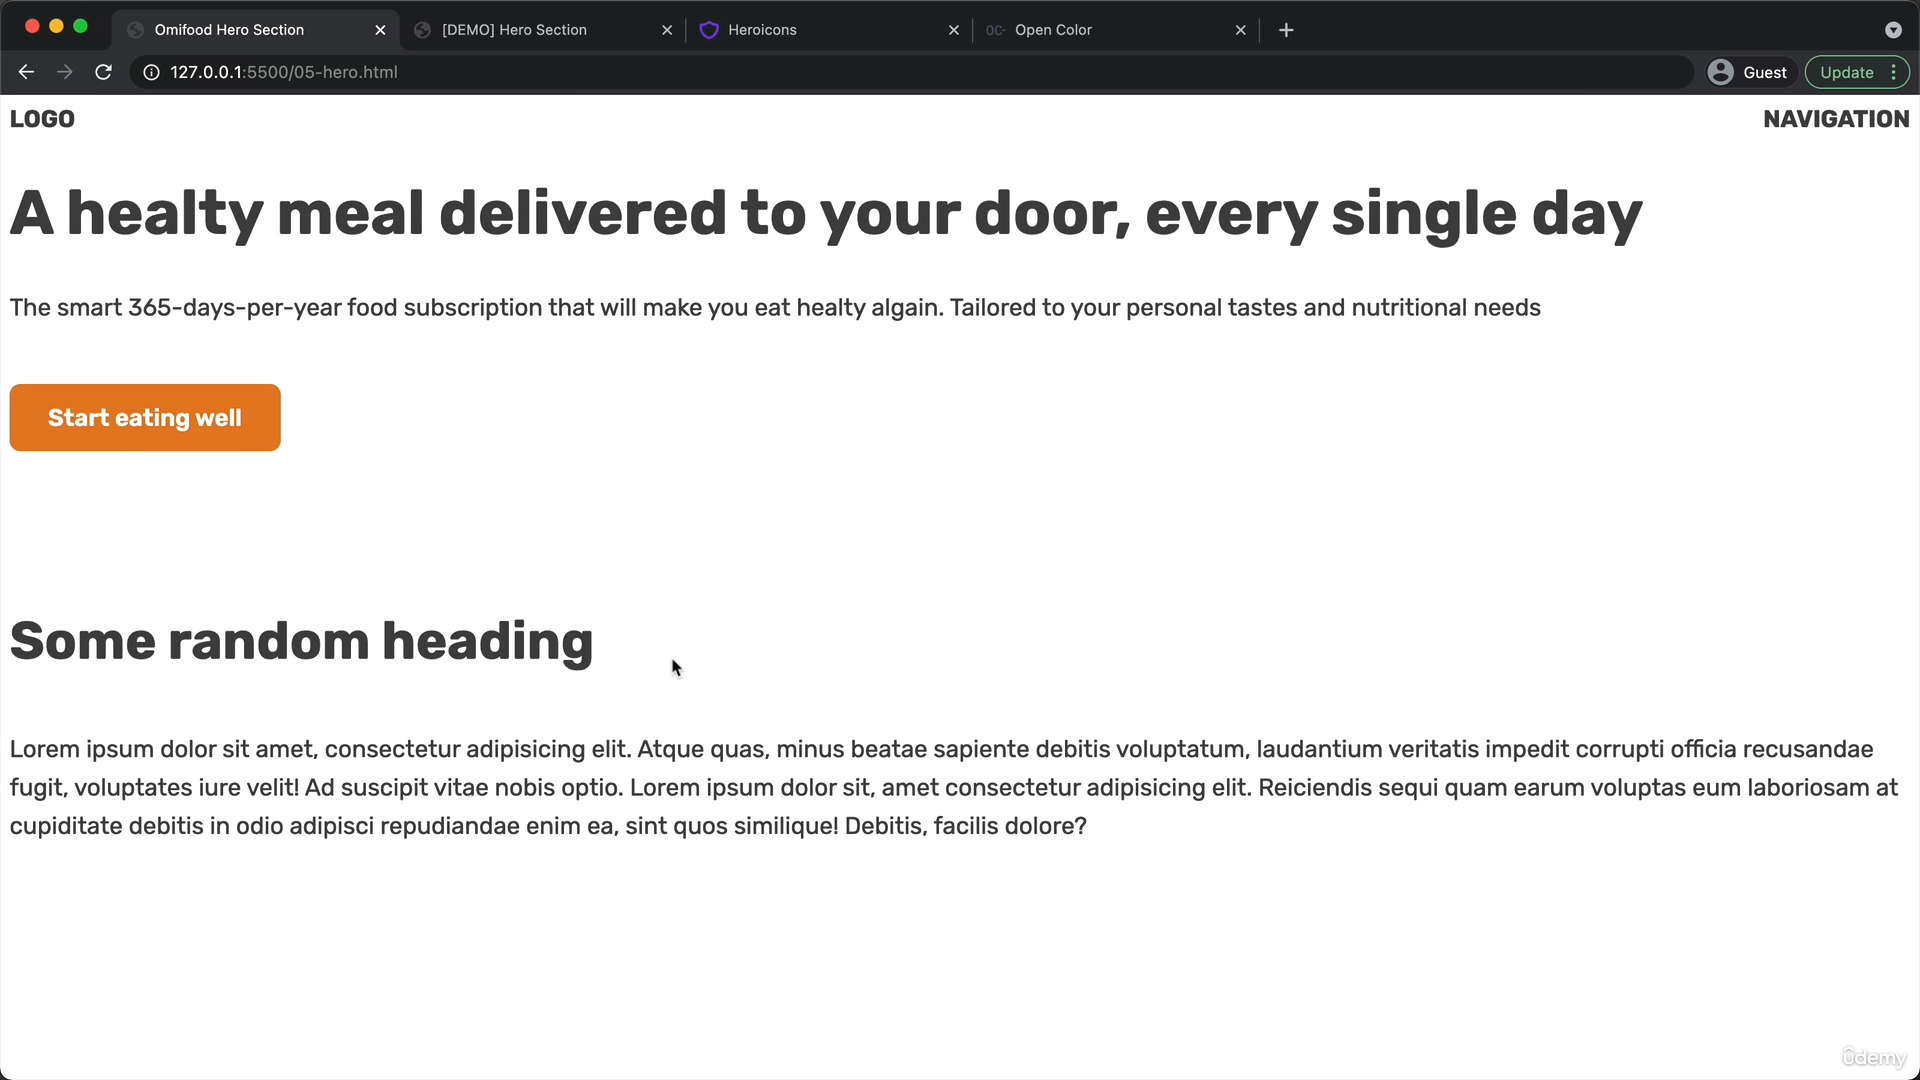 Omifood Hero Section
[DEMO] Hero Section
Heroicons
OC- Open Color
127.0.0.1:5500/05-hero.html
Guest
Update
LOGO
NAVIGATION
A healty meal delivered to your door, every single day
The smart 365-days-per-year food subscription that will make you eat healty algain. Tailored to your personal tastes and nutritional needs
Start eating well
Some random heading
Lorem ipsum dolor sit amet, consectetur adipisicing elit. Atque quas, minus beatae sapiente debitis voluptatum, laudantium veritatis impedit corrupti officia recusandae
fugit, voluptates iure velit! Ad suscipit vitae nobis optio. Lorem ipsum dolor sit, amet consectetur adipisicing elit. Reiciendis sequi quam earum voluptas eum laboriosam at
cupiditate debitis in odio adipisci repudiandae enim ea, sint quos similique! Debitis, facilis dolore?
ûdemy